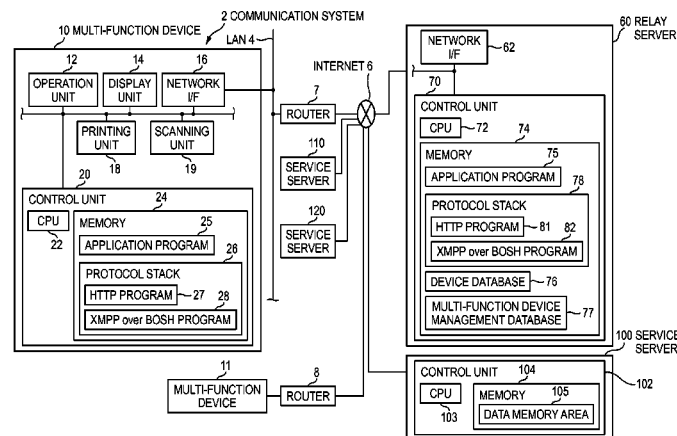 10 MULTI-FUNCTION DEVICE
2 COMMUNICATION SYSTEM
LAN 4
12
OPERATION
UNIT
14
DISPLAY
UNIT
16
NETWORK
I/F
PRINTING
UNIT
18
SCANNING
UNIT
19
20
CONTROL UNIT
CPU
22
24
MEMORY
25
APPLICATION PROGRAM
26
PROTOCOL STACK
HTTP PROGRAM
27
28
XMPP over BOSH PROGRAM
INTERNET 6
7
ROUTER
110
SERVICE
SERVER
120
SERVICE
SERVER
11
MULTI-FUNCTION
DEVICE
8
ROUTER
60 RELAY
SERVER
NETWORK
I/F
62
70
CONTROL UNIT
CPU
72
74
MEMORY
75
APPLICATION PROGRAM
78
PROTOCOL STACK
HTTP PROGRAM
81
82
XMPP over BOSH PROGRAM
DEVICE DATABASE
76
MULTI-FUNCTION DEVICE
MANAGEMENT DATABASE
77
100 SERVICE
SERVER
CONTROL UNIT
102
CPU
103
104
MEMORY
105
DATA MEMORY AREA